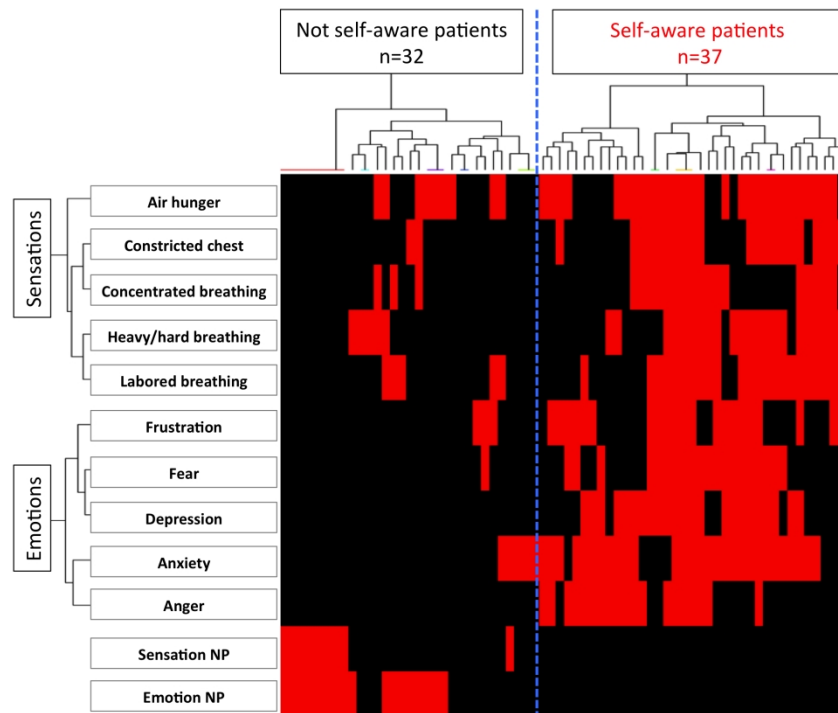 Not self-aware patients
n=32
Self-aware patients
n=37
Sensations
Air hunger
Constricted chest
Concentrated breathing
Heavy/hard breathing
Labored breathing
Emotions
Frustration
Fear
Depression
Anxiety
Anger
Sensation NP
Emotion NP